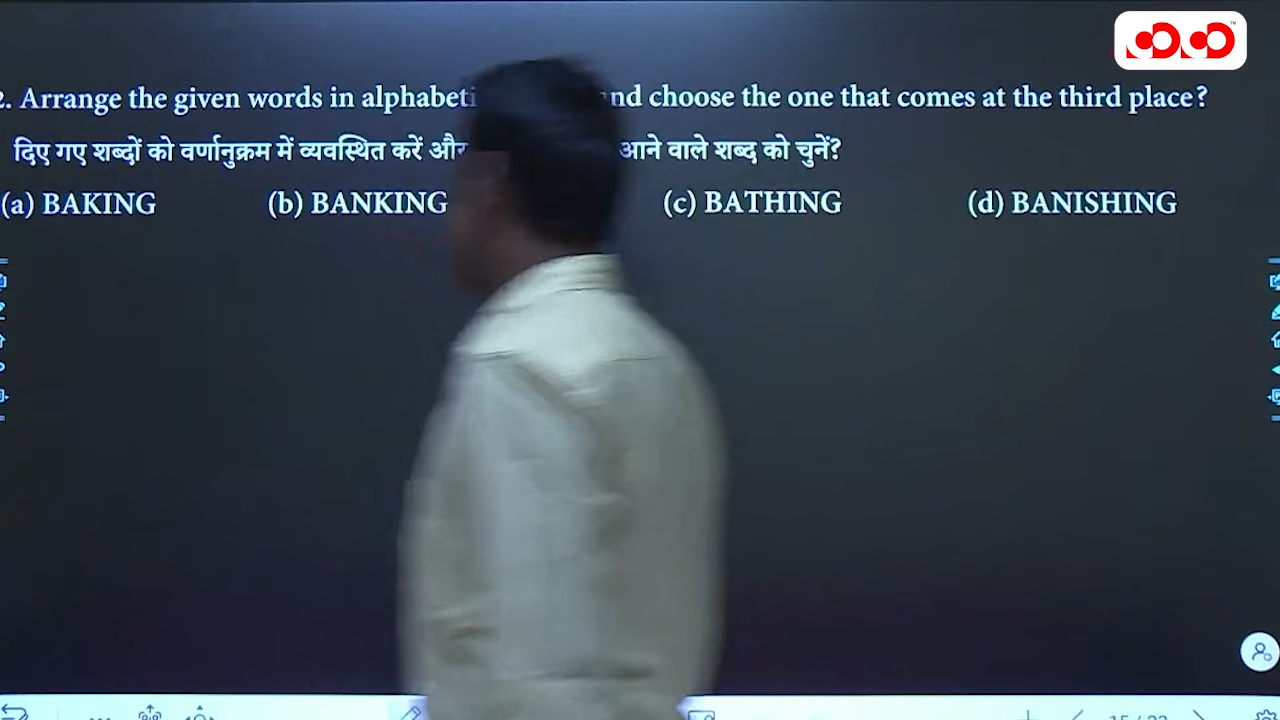 2. Arrange the given words in alphabeti nd choose the one that comes at the third place?
दिए गए शब्दों को वर्णानुक्रम में व्यवस्थित करें और आने वाले शब्द को चुनें?
(a) BAKING (b) BANKING (c) BATHING (d) BANISHING